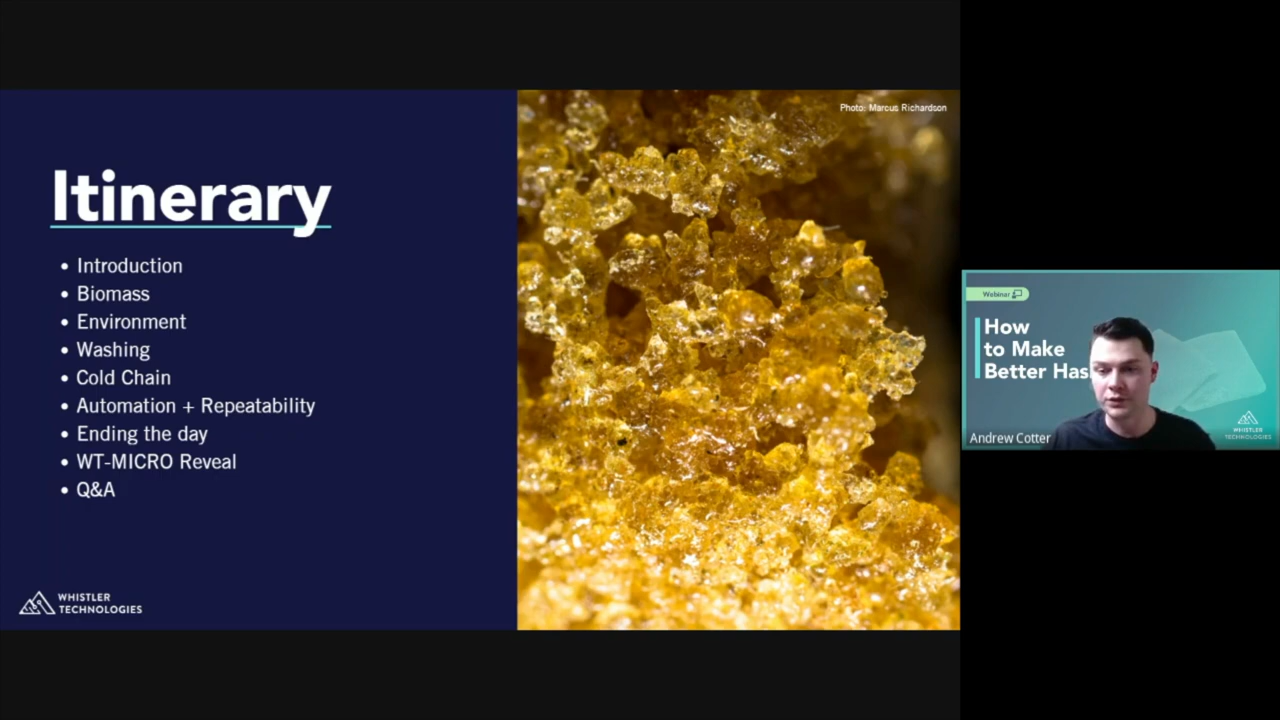 Photo: Marcus Richardson
Itinerary
• Introduction
• Biomass
• Environment
• Washing
• Cold Chain
• Automation + Repeatability
• Ending the day
• WT-MICRO Reveal
• Q&A
WHISTLER
TECHNOLOGIES
Webinar
How
to Make
Better Has
Andrew Cotter
WHISTLER
TECHNOLOGIES